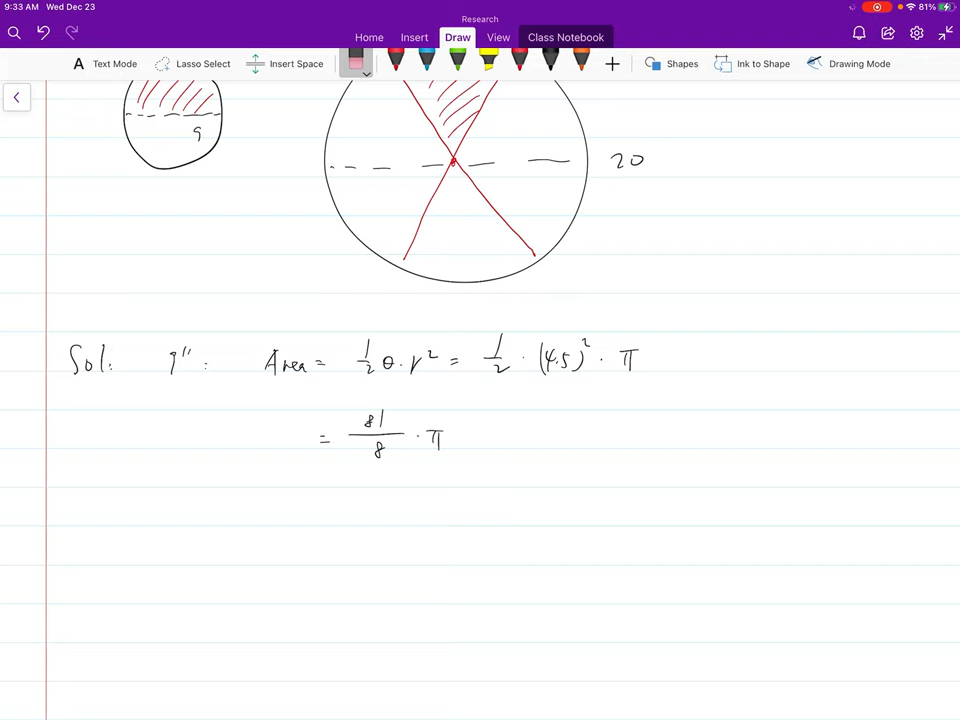 9:33 AM Wed Dec 23
81%
Research
Home Insert Draw View Class Notebook
A Text Mode Lasso Select Insert Space Shapes Ink to Shape Drawing Mode
9
20
Sol: 9": Area = 1/2 θ · r² = 1/2 · (4.5)² · π
= 81/8 · π